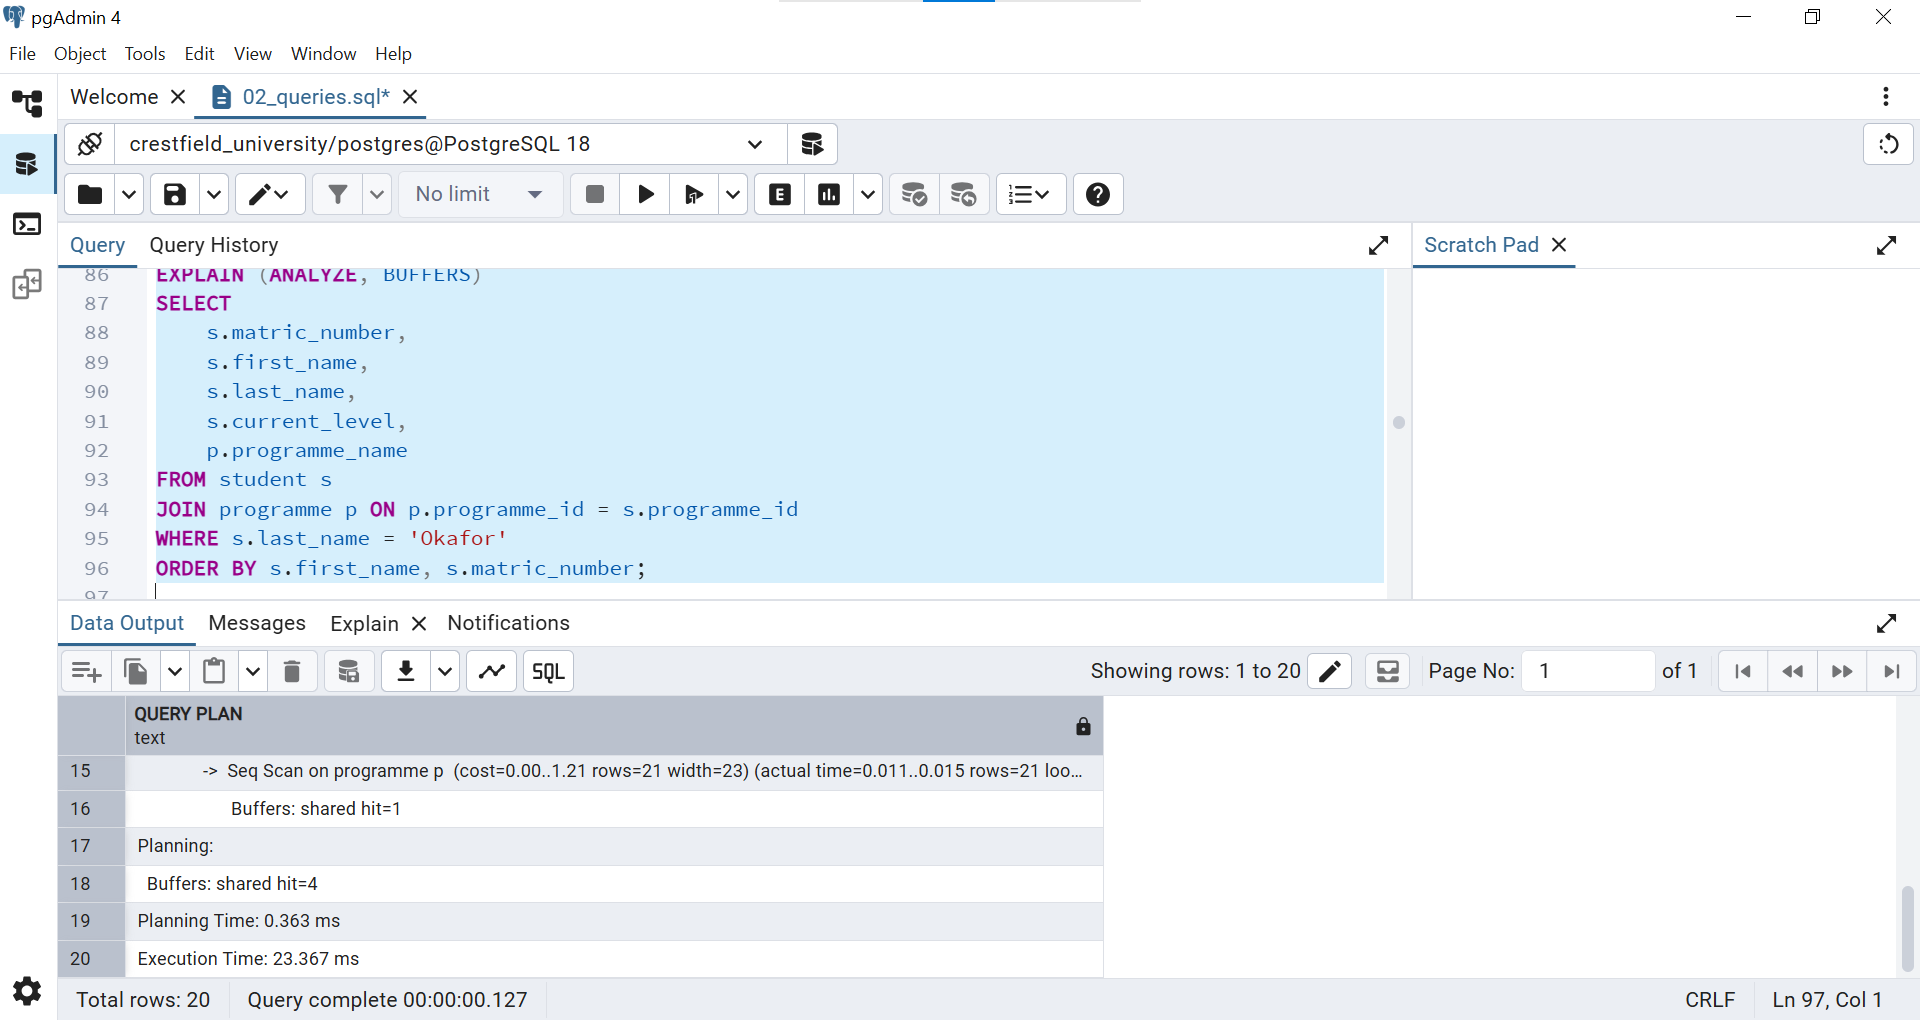 pgAdmin 4
File Object Tools Edit View Window Help
Welcome 02_queries.sql*
crestfield_university/postgres@PostgreSQL 18
No limit E
Query Query History Scratch Pad
86 EXPLAIN (ANALYZE, BUFFERS)
87 SELECT
88 s.matric_number,
89 s.first_name,
90 s.last_name,
91 s.current_level,
92 p.programme_name
93 FROM student s
94 JOIN programme p ON p.programme_id = s.programme_id
95 WHERE s.last_name = 'Okafor'
96 ORDER BY s.first_name, s.matric_number;
97
Data Output Messages Explain Notifications
SQL Showing rows: 1 to 20 Page No: 1 of 1
QUERY PLAN
text
15 -> Seq Scan on programme p (cost=0.00..1.21 rows=21 width=23) (actual time=0.011..0.015 rows=21 loo...
16 Buffers: shared hit=1
17 Planning:
18 Buffers: shared hit=4
19 Planning Time: 0.363 ms
20 Execution Time: 23.367 ms
Total rows: 20 Query complete 00:00:00.127 CRLF Ln 97, Col 1